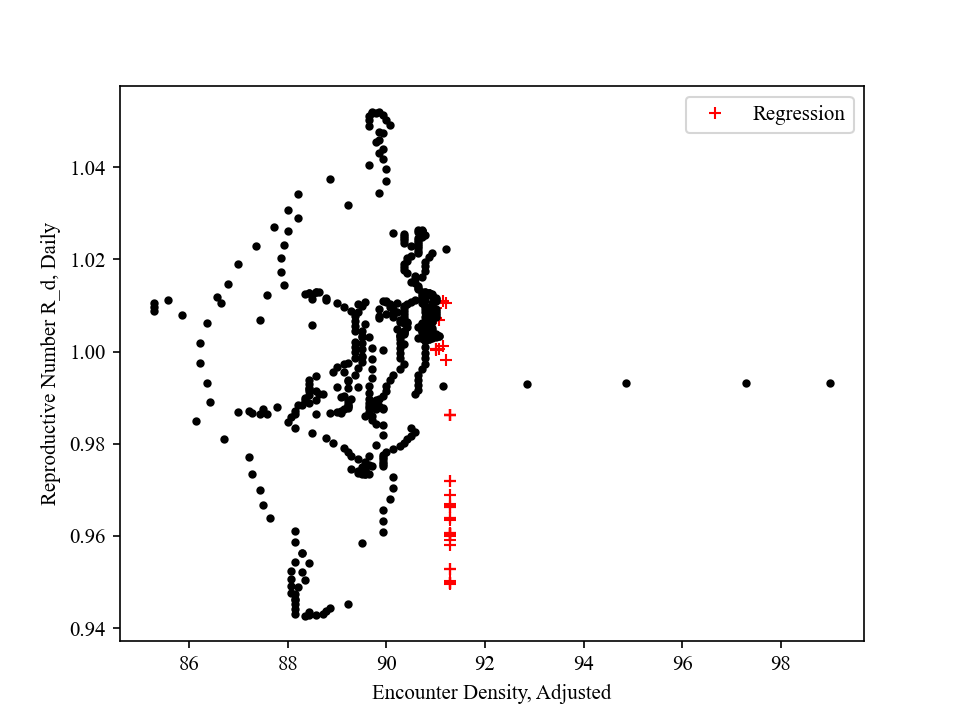 Regression
1.04
1.02
1.00
0.98
0.96
0.94
Reproductive Number R_d, Daily
86 88 90 92 94 96 98
Encounter Density, Adjusted